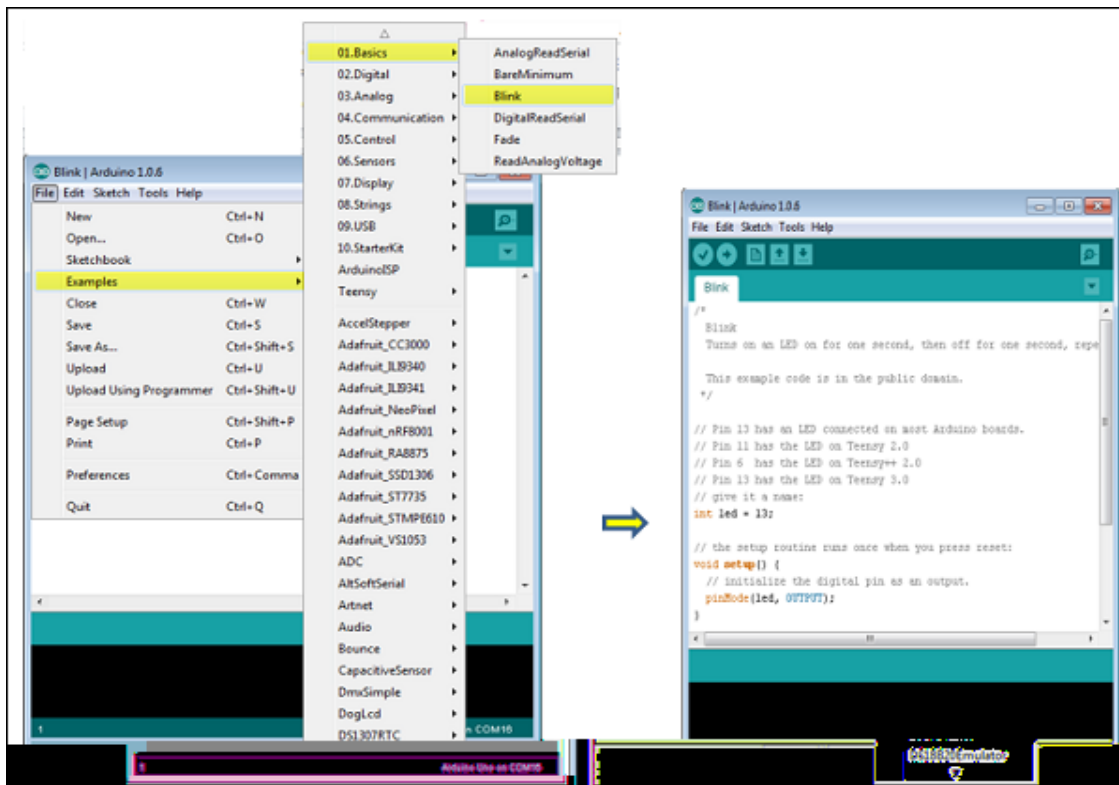 Blink | Arduino 1.0.6
File Edit Sketch Tools Help
New Ctrl+N
Open... Ctrl+O
Sketchbook
Examples
Close Ctrl+W
Save Ctrl+S
Save As... Ctrl+Shift+S
Upload Ctrl+U
Upload Using Programmer Ctrl+Shift+U
Page Setup Ctrl+Shift+P
Print Ctrl+P
Preferences Ctrl+Comma
Quit Ctrl+Q
01.Basics
02.Digital
03.Analog
04.Communication
05.Control
06.Sensors
07.Display
08.Strings
09.USB
10.StarterKit
ArduinoISP
Teensy
AccelStepper
Adafruit_CC3000
Adafruit_ILI9340
Adafruit_ILI9341
Adafruit_NeoPixel
Adafruit_nRF8001
Adafruit_RA8875
Adafruit_SSD1306
Adafruit_ST7735
Adafruit_STMPE610
Adafruit_VS1053
ADC
AltSoftSerial
Artnet
Audio
Bounce
CapacitiveSensor
DmxSimple
DogLcd
DS1307RTC
AnalogReadSerial
BareMinimum
Blink
DigitalReadSerial
Fade
ReadAnalogVoltage
1
n COM16
1 Arduino Uno on COM16
Blink | Arduino 1.0.6
File Edit Sketch Tools Help
Blink
/*
Blink
Turns on an LED on for one second, then off for one second, repe
This example code is in the public domain.
*/
// Pin 13 has an LED connected on most Arduino boards.
// Pin 11 has the LED on Teensy 2.0
// Pin 6 has the LED on Teensy++ 2.0
// Pin 13 has the LED on Teensy 3.0
// give it a name:
int led = 13;
// the setup routine runs once when you press reset:
void setup() {
// initialize the digital pin as an output.
pinMode(led, OUTPUT);
}